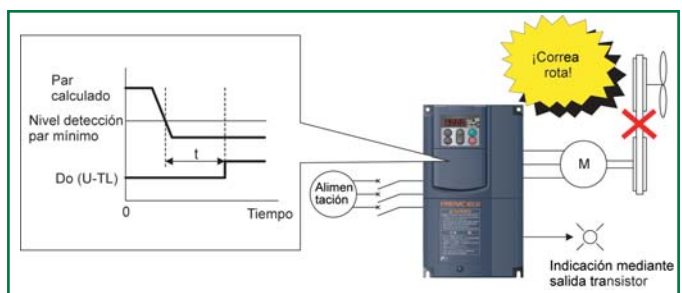 Par
calculado
Nivel detección
par mínimo
t
Do (U-TL)
0
Tiempo
¡Correa
rota!
Alimen
tación
M
Indicación mediante
salida transistor